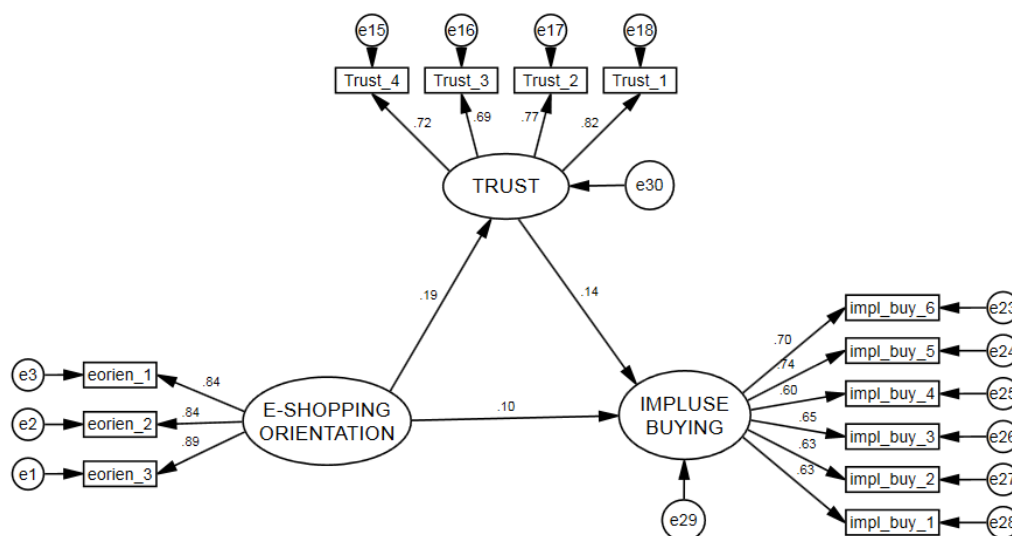 e15 e16 e17 e18
Trust_4 Trust_3 Trust_2 Trust_1
.72 .69 .77 .82
TRUST
e30
.19 .14
e3 eorien_1 .84
e2 eorien_2 .84
e1 eorien_3 .89
E-SHOPPING
ORIENTATION
.10
IMPLUSE
BUYING
e29
.70 impl_buy_6 e23
.74 impl_buy_5 e24
.60 impl_buy_4 e25
.65 impl_buy_3 e26
.63 impl_buy_2 e27
.63 impl_buy_1 e28